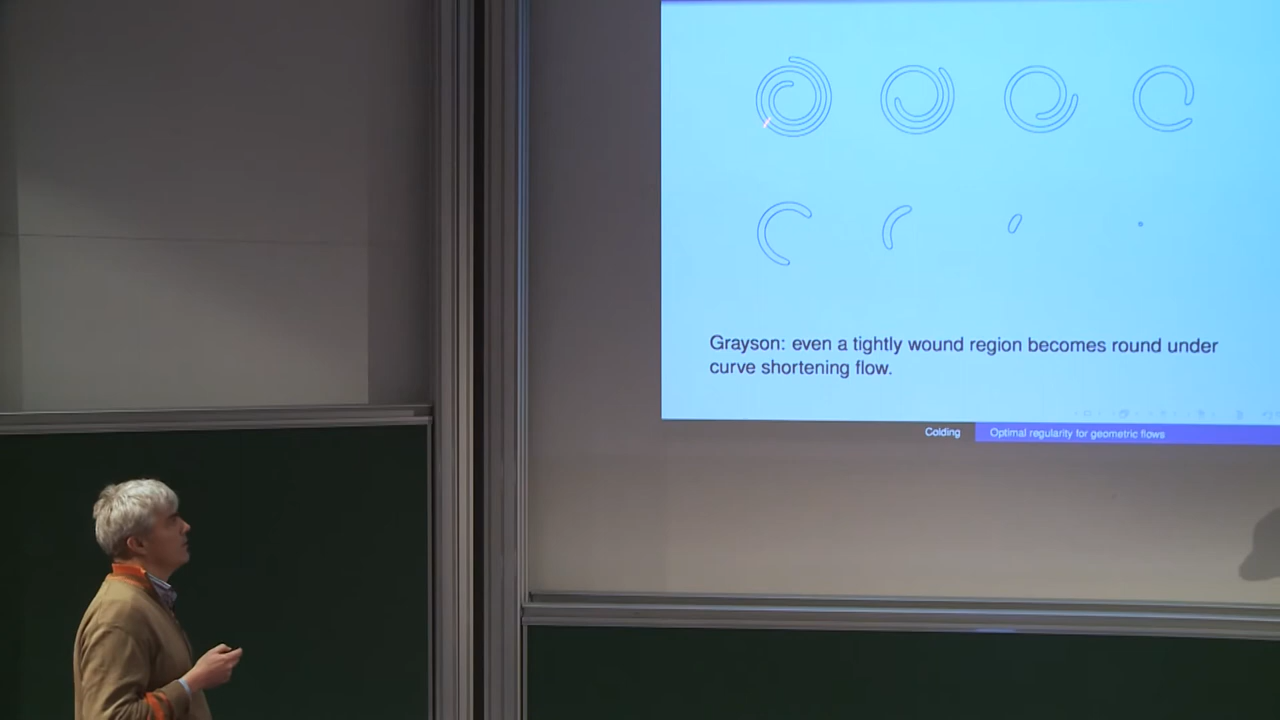 Grayson: even a tightly wound region becomes round under
curve shortening flow.
Colding Optimal regularity for geometric flows